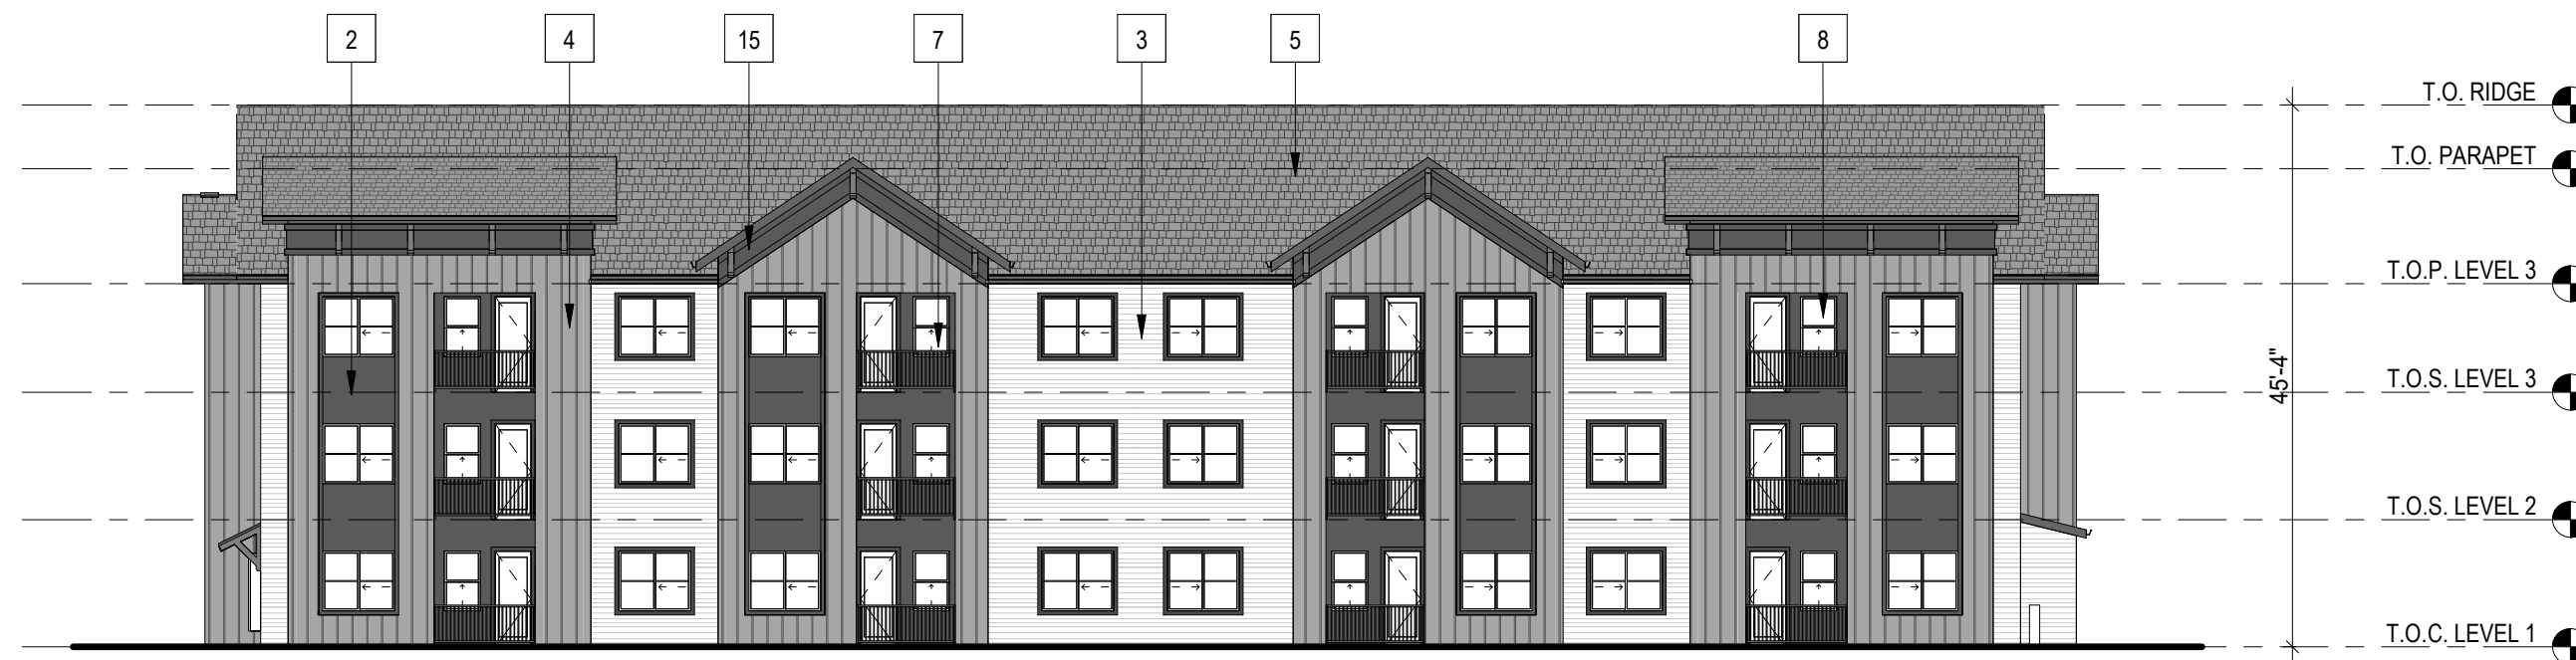 2
4
15
7
3
5
8
T.O. RIDGE
T.O. PARAPET
T.O.P. LEVEL 3
45'-4"
T.O.S. LEVEL 3
T.O.S. LEVEL 2
T.O.C. LEVEL 1